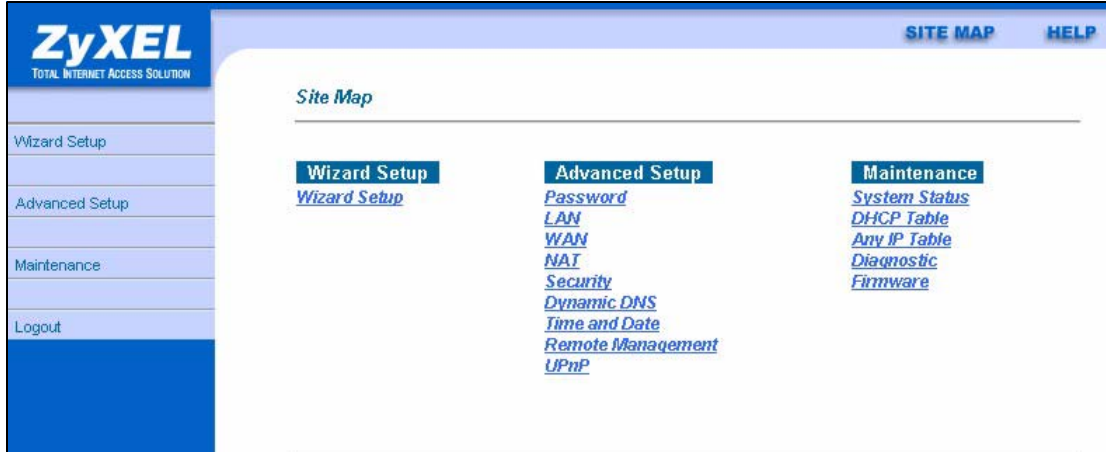 ZyXEL
TOTAL INTERNET ACCESS SOLUTION
SITE MAP
HELP
Wizard Setup
Advanced Setup
Maintenance
Logout
Site Map
Wizard Setup
Wizard Setup
Advanced Setup
Password
LAN
WAN
NAT
Security
Dynamic DNS
Time and Date
Remote Management
UPnP
Maintenance
System Status
DHCP Table
Any IP Table
Diagnostic
Firmware